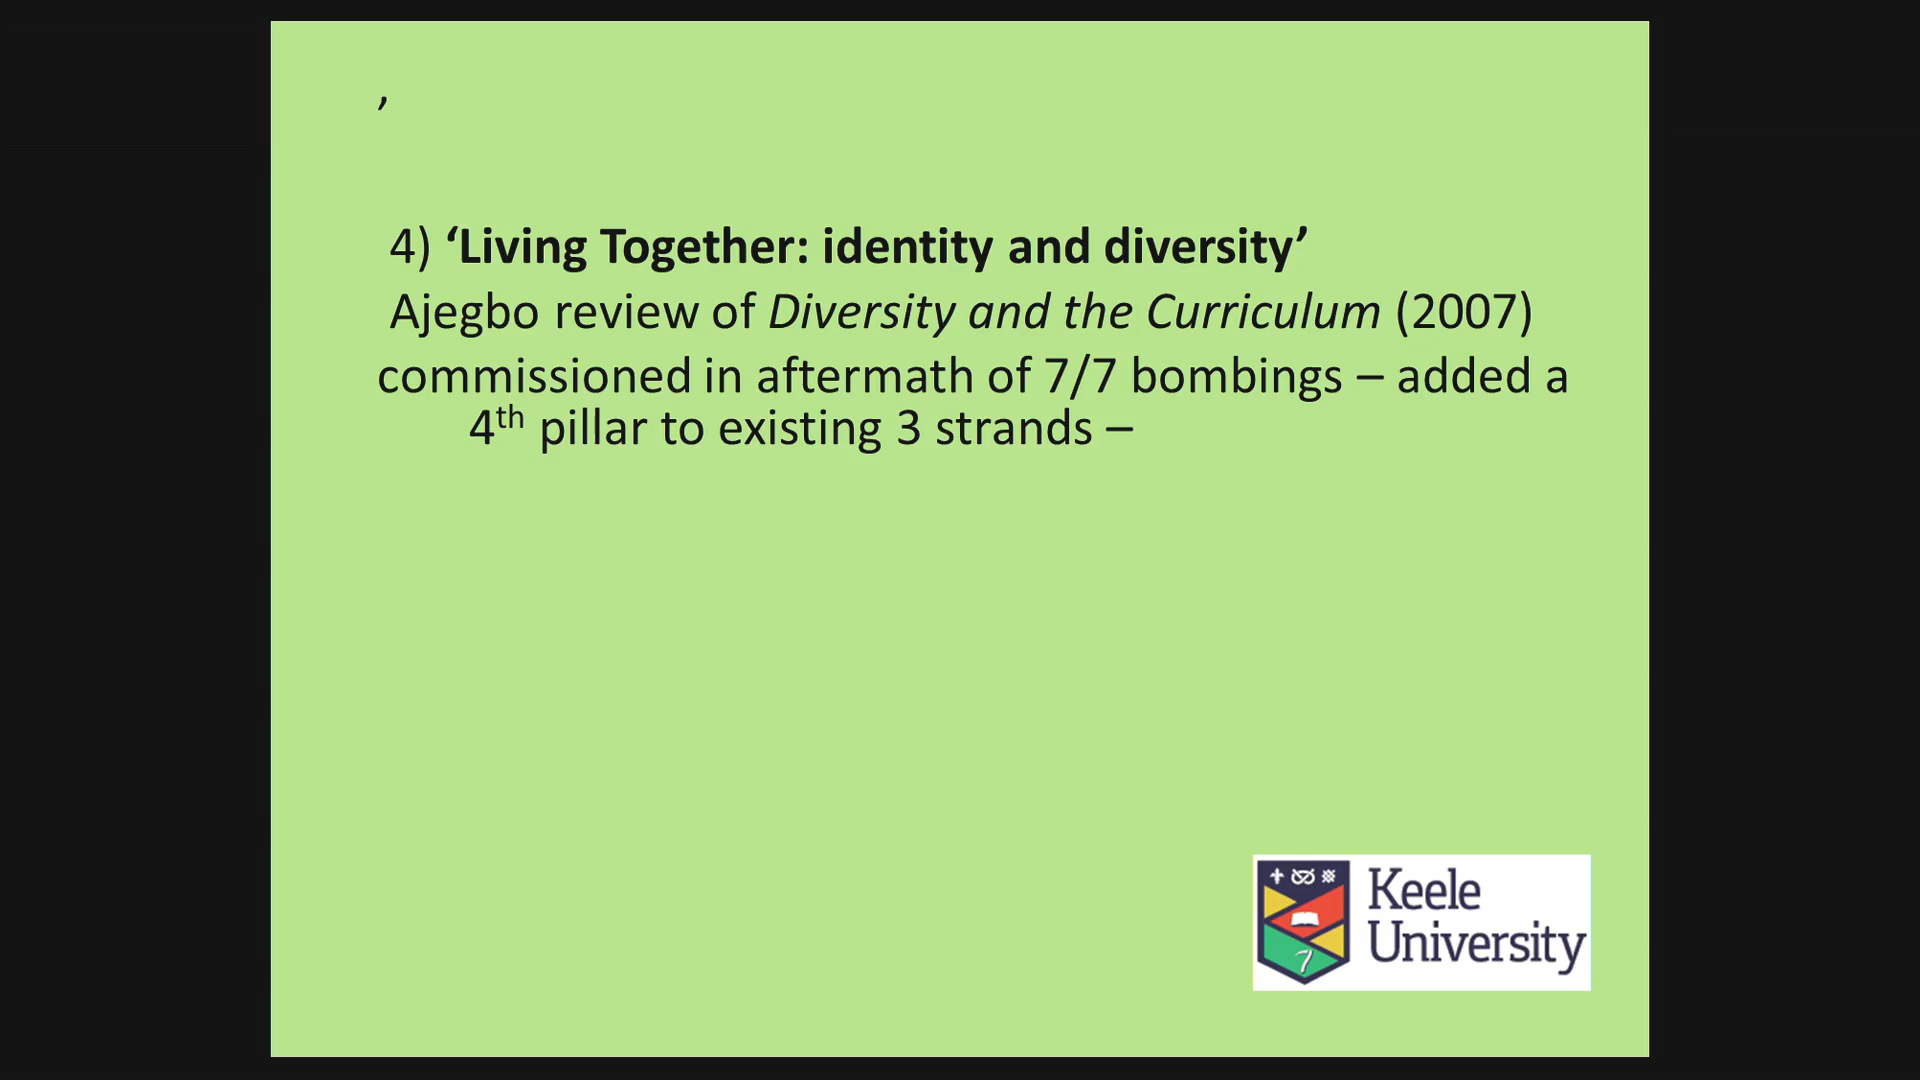 ’
4) ‘Living Together: identity and diversity’
Ajegbo review of Diversity and the Curriculum (2007)
commissioned in aftermath of 7/7 bombings – added a
4th pillar to existing 3 strands –
Keele
University